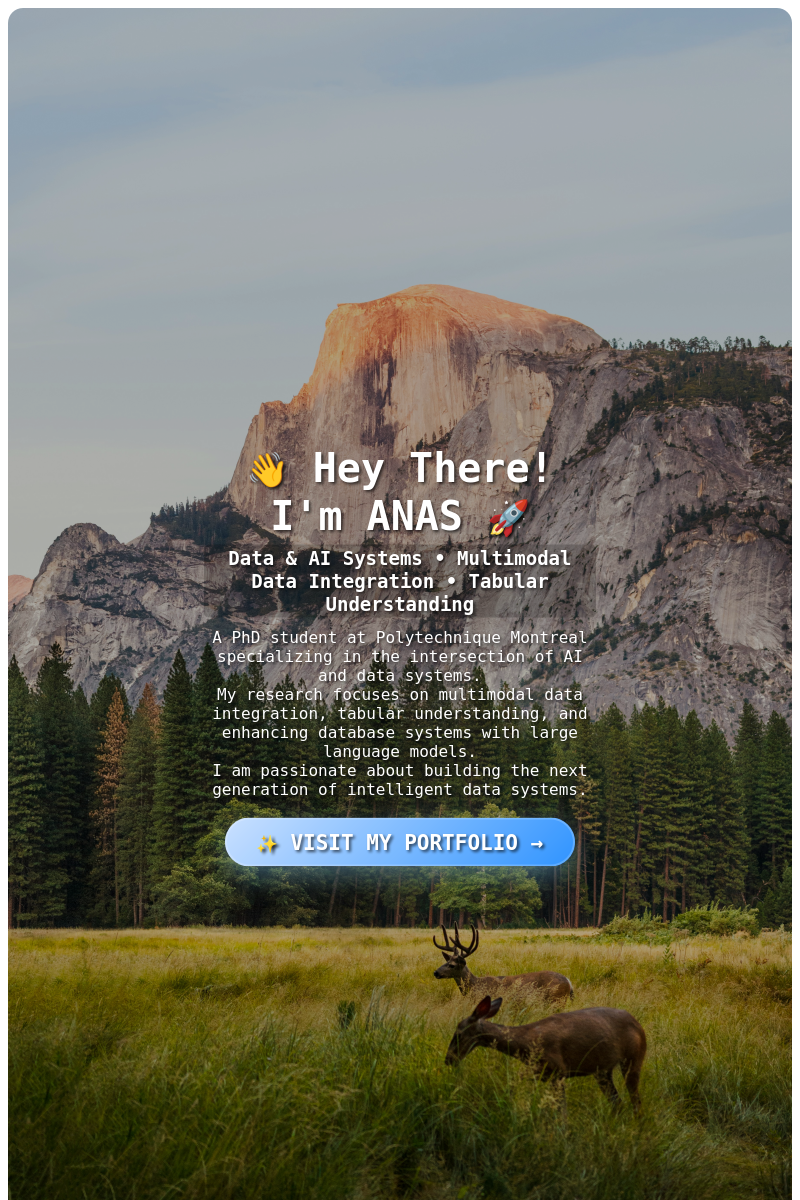 👋 Hey There!
I'm ANAS 🚀
Data & AI Systems • Multimodal
Data Integration • Tabular
Understanding
A PhD student at Polytechnique Montreal
specializing in the intersection of AI
and data systems.
My research focuses on multimodal data
integration, tabular understanding, and
enhancing database systems with large
language models.
I am passionate about building the next
generation of intelligent data systems.
✨ VISIT MY PORTFOLIO →